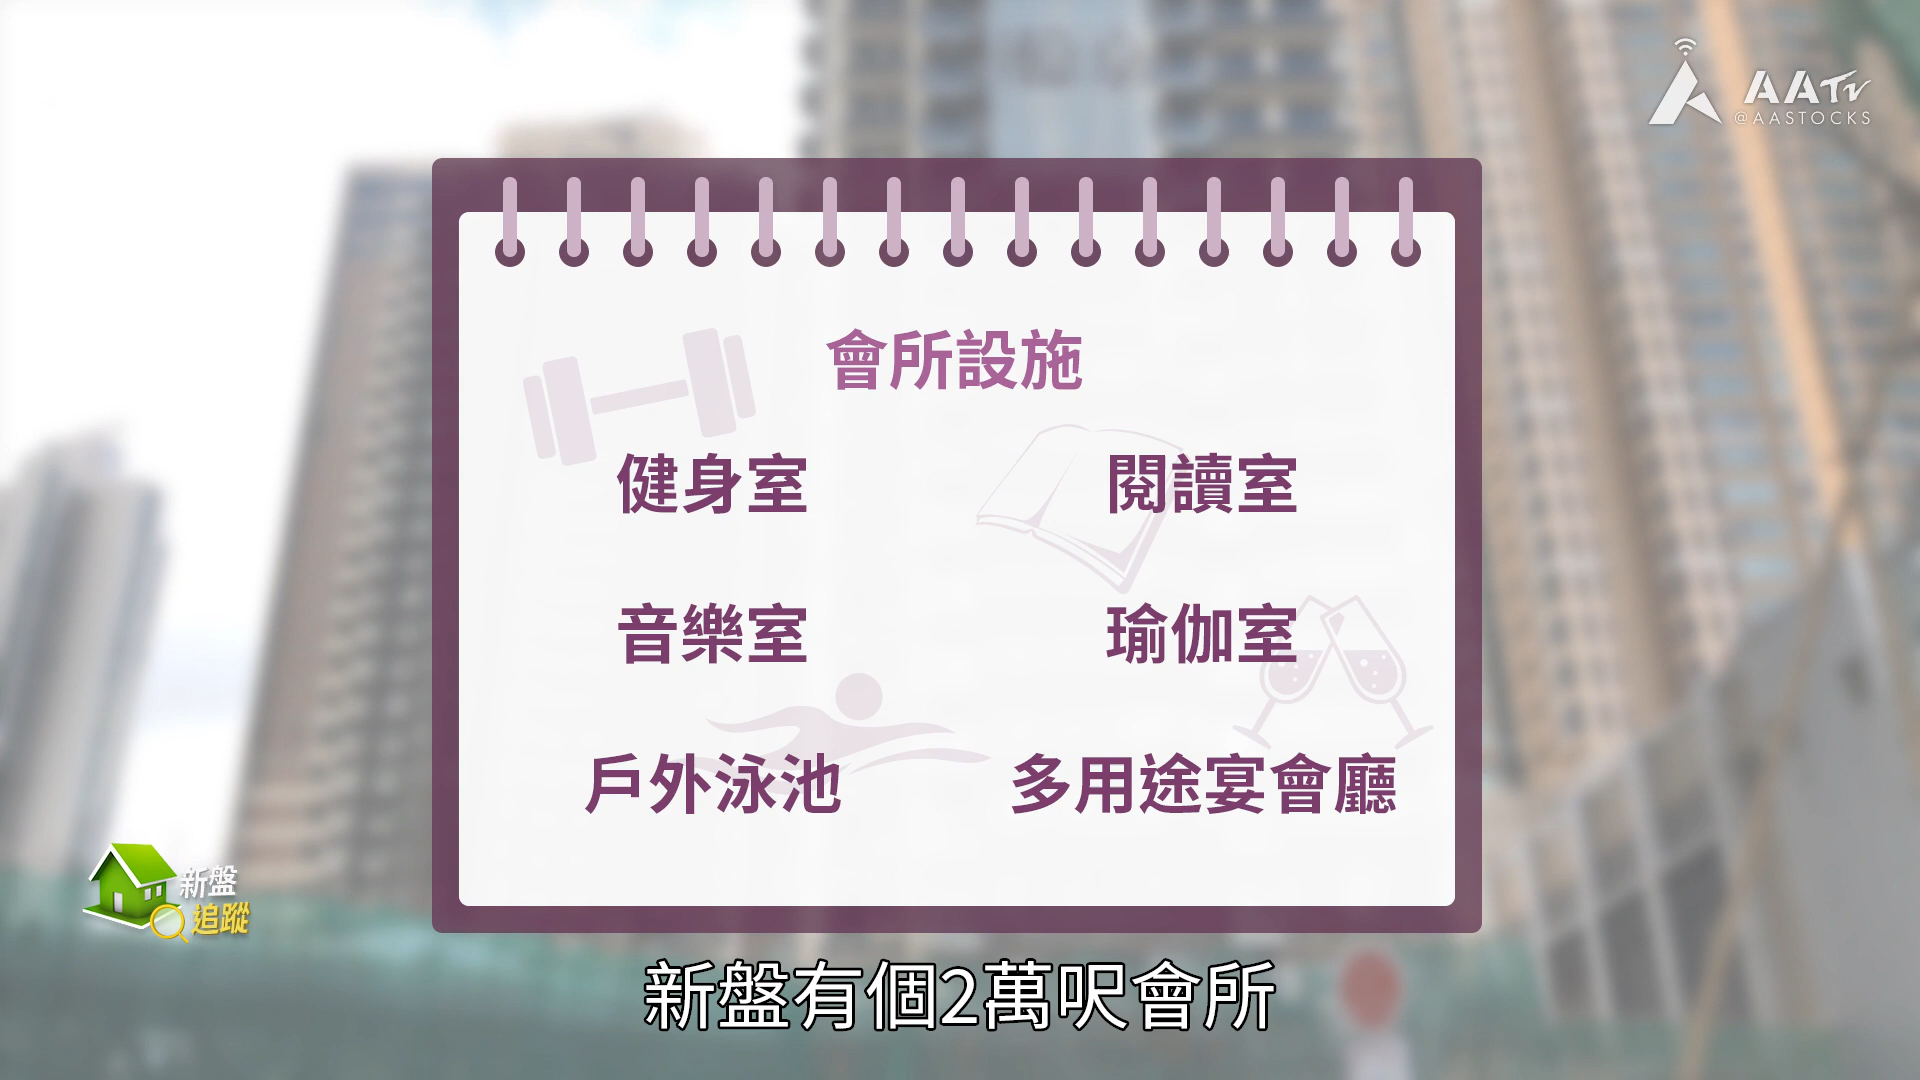 AATV
@AASTOCKS
會所設施
健身室
閱讀室
音樂室
瑜伽室
戶外泳池
多用途宴會廳
新盤
追蹤
新盤有個2萬呎會所